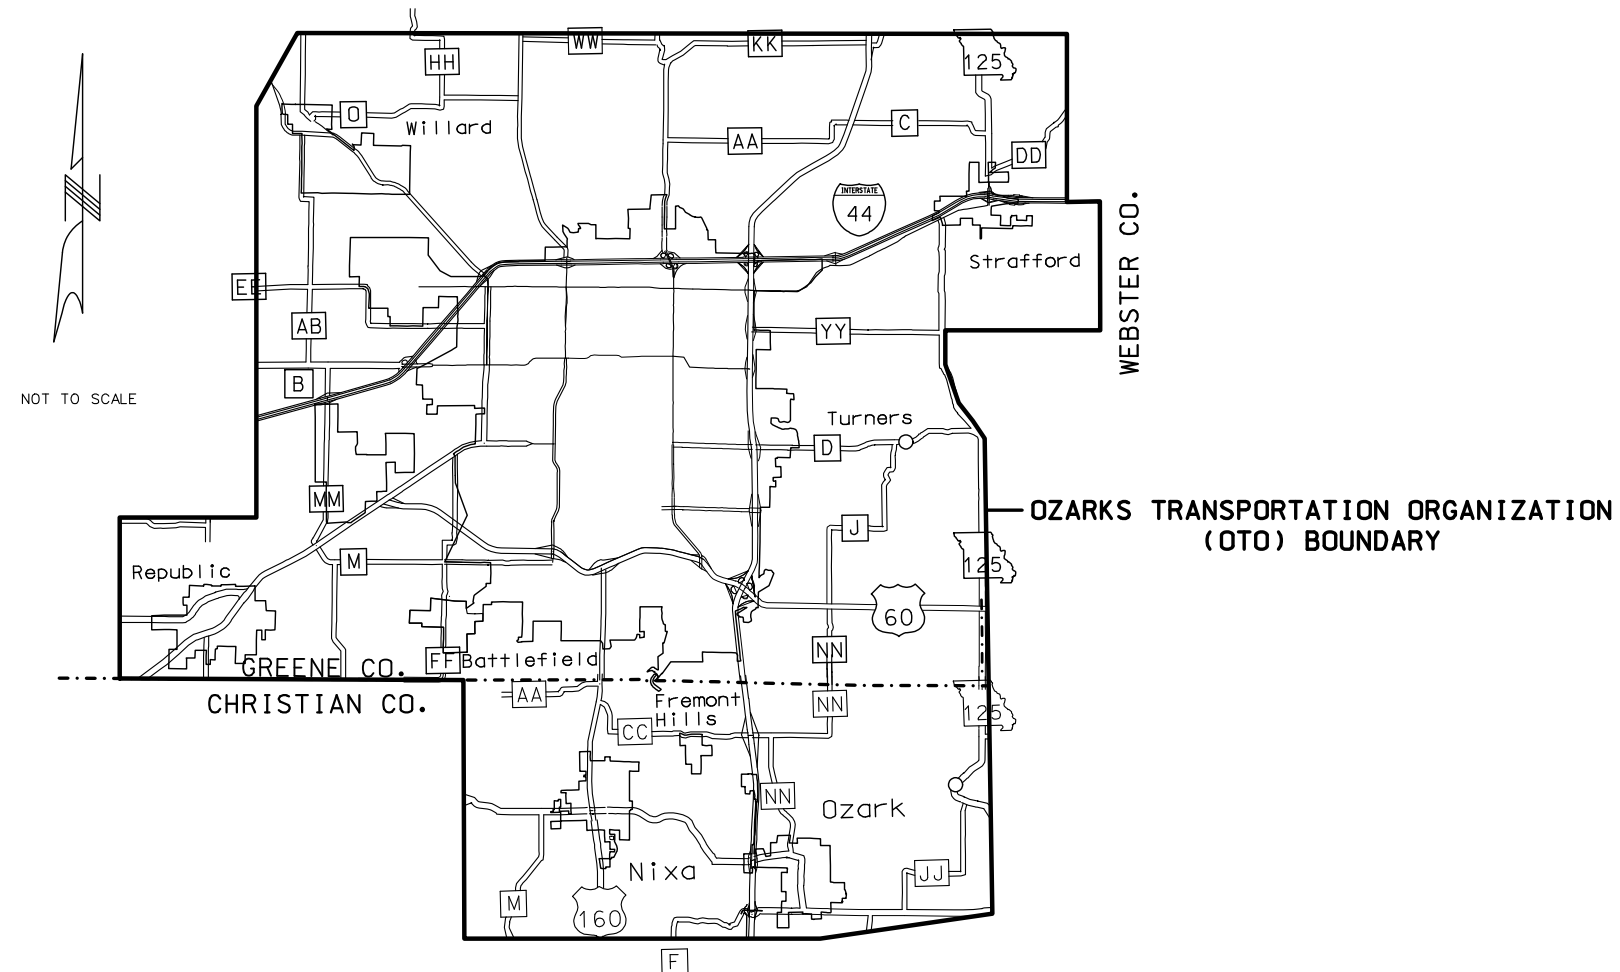 WW
KK
HH
125
O
Willard
C
AA
DD
INTERSTATE
44
WEBSTER CO.
Strafford
EE
AB
YY
B
NOT TO SCALE
Turners
D
MM
OZARKS TRANSPORTATION ORGANIZATION
(OTO) BOUNDARY
J
M
125
Republic
60
NN
FF
Battlefield
GREENE CO.
CHRISTIAN CO.
AA
NN
125
Fremont
Hills
CC
NN
Ozark
Nixa
JJ
M
160
F
N